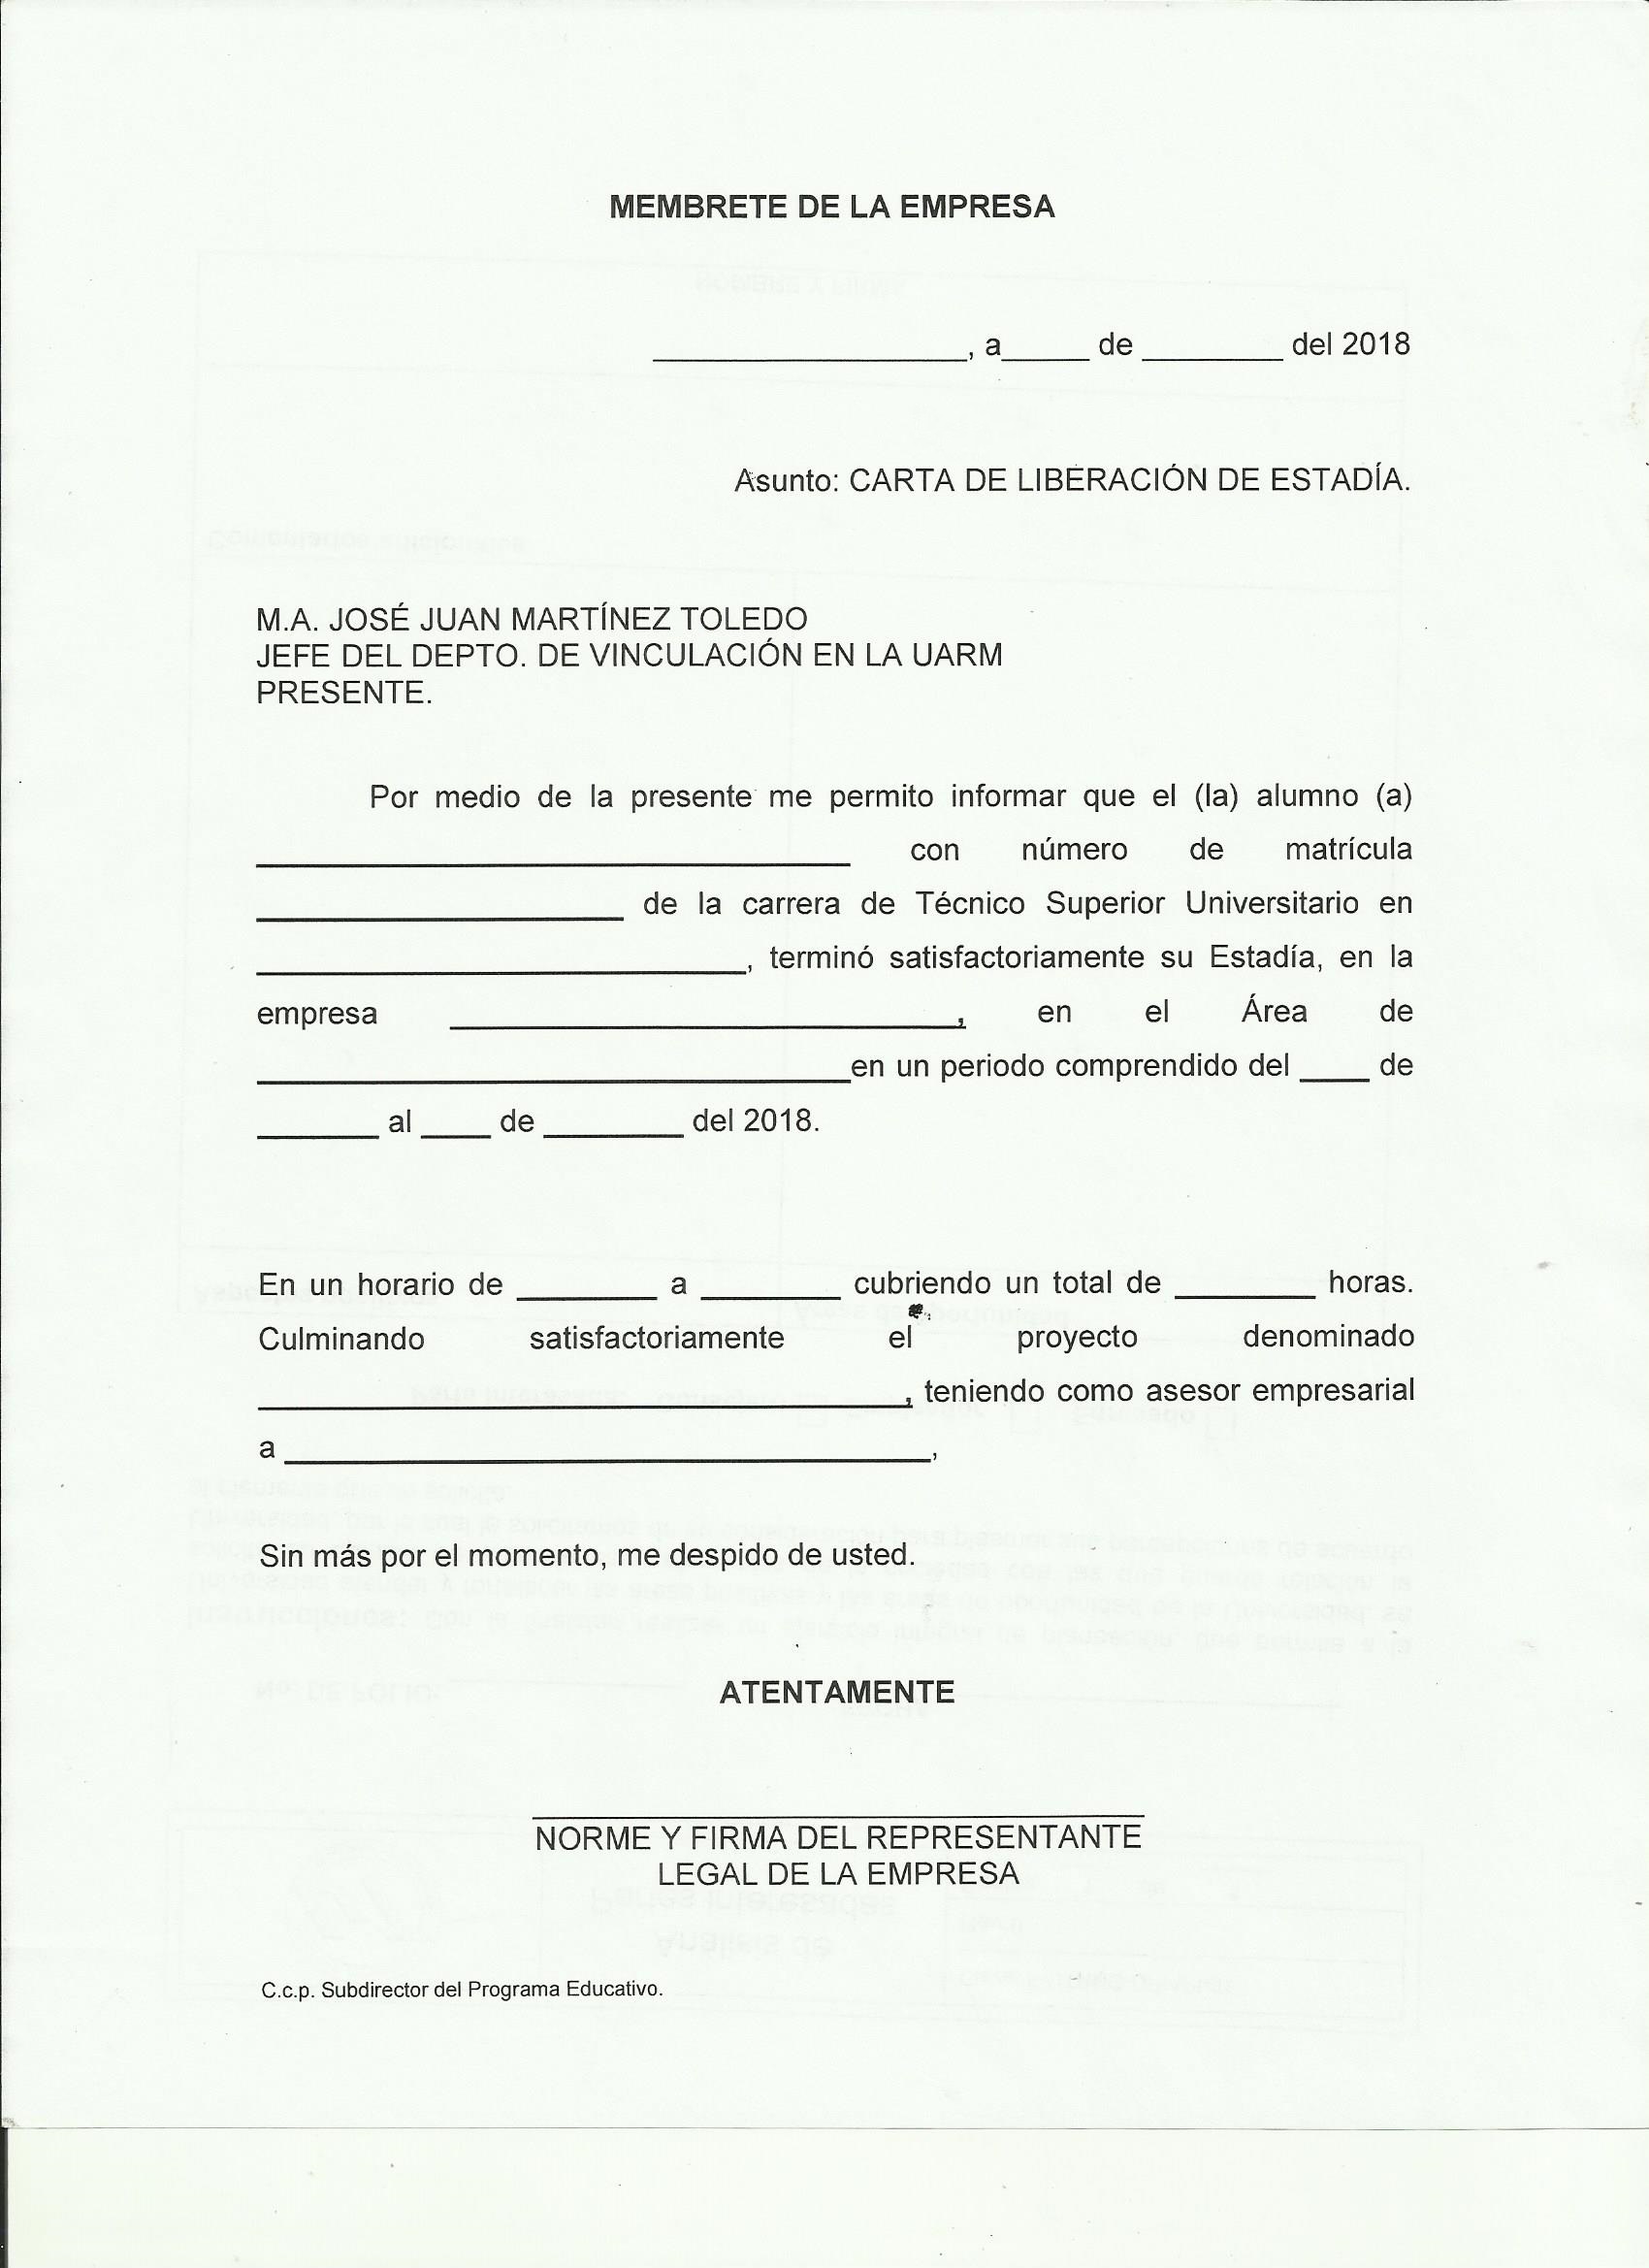 MEMBRETE DE LA EMPRESA
__________________, a_____ de ________ del 2018
Asunto: CARTA DE LIBERACIÓN DE ESTADÍA.
M.A. JOSÉ JUAN MARTÍNEZ TOLEDO
JEFE DEL DEPTO. DE VINCULACIÓN EN LA UARM
PRESENTE.
Por medio de la presente me permito informar que el (la) alumno (a)
__________________________________ con número de matrícula
_____________________ de la carrera de Técnico Superior Universitario en
____________________________, terminó satisfactoriamente su Estadía, en la
empresa _____________________________, en el Área de
__________________________________en un periodo comprendido del ____ de
_______ al ____ de ________ del 2018.
En un horario de ________ a ________ cubriendo un total de ________ horas.
Culminando satisfactoriamente el proyecto denominado
_____________________________________, teniendo como asesor empresarial
a _____________________________________,
Sin más por el momento, me despido de usted.
ATENTAMENTE
___________________________________
NORME Y FIRMA DEL REPRESENTANTE
LEGAL DE LA EMPRESA
C.c.p. Subdirector del Programa Educativo.